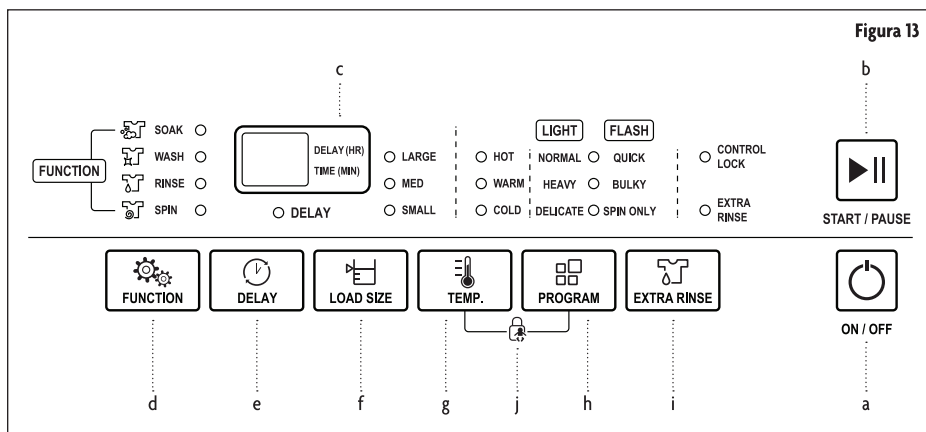 Figura 13
c
b
FUNCTION
SOAK
WASH
RINSE
SPIN
DELAY (HR)
TIME (MIN)
DELAY
LARGE
MED
SMALL
HOT
WARM
COLD
LIGHT FLASH
NORMAL QUICK
HEAVY BULKY
DELICATE SPIN ONLY
CONTROL
LOCK
EXTRA
RINSE
START / PAUSE
FUNCTION
DELAY
LOAD SIZE
TEMP.
PROGRAM
EXTRA RINSE
ON / OFF
d e f g j h i a